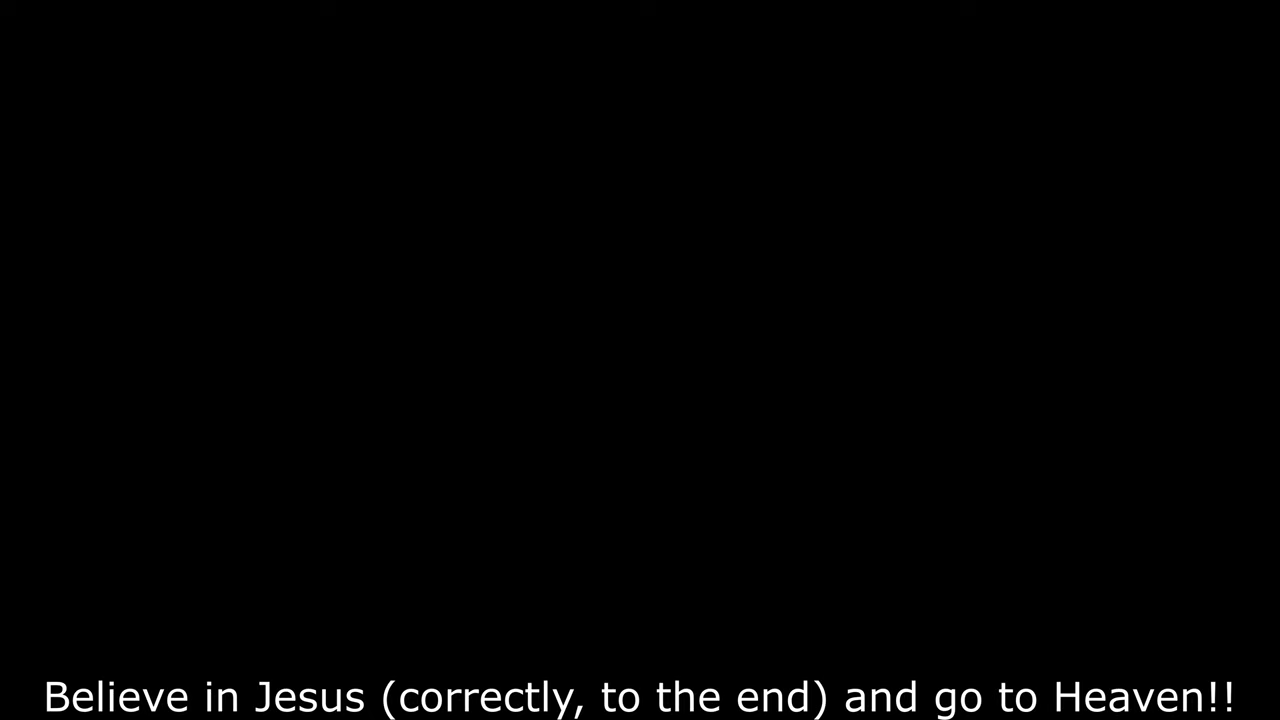 Believe in Jesus (correctly, to the end) and go to Heaven!!